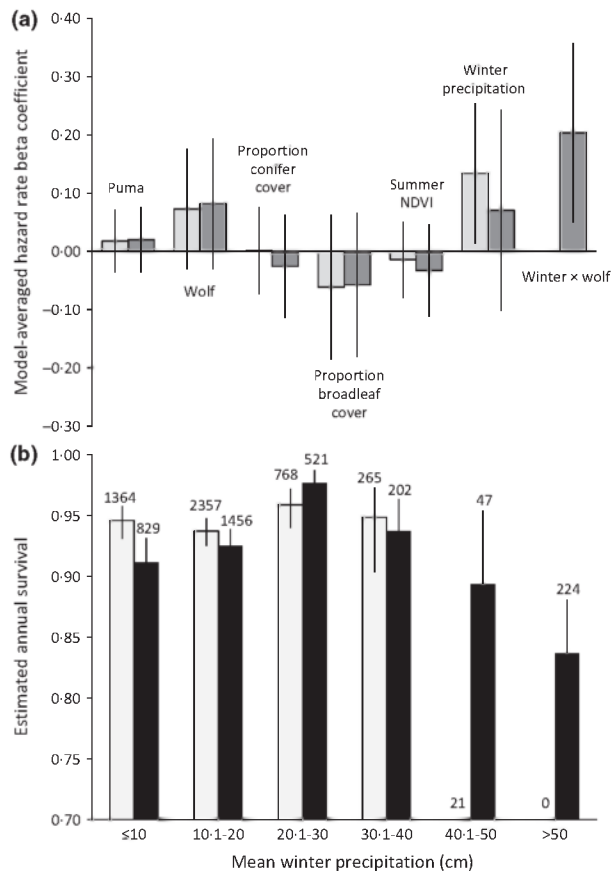 (a)
0·40
0·30
0·20
0·10
0·00
−0·10
−0·20
−0·30
Model-averaged hazard rate beta coefficient
Puma
Wolf
Proportion
conifer
cover
Proportion
broadleaf
cover
Summer
NDVI
Winter
precipitation
Winter × wolf
(b)
1·00
0·95
0·90
0·85
0·80
0·75
0·70
Estimated annual survival
1364
829
2357
1456
768
521
265
202
21
47
0
224
≤10
10·1-20
20·1-30
30·1-40
40·1-50
>50
Mean winter precipitation (cm)